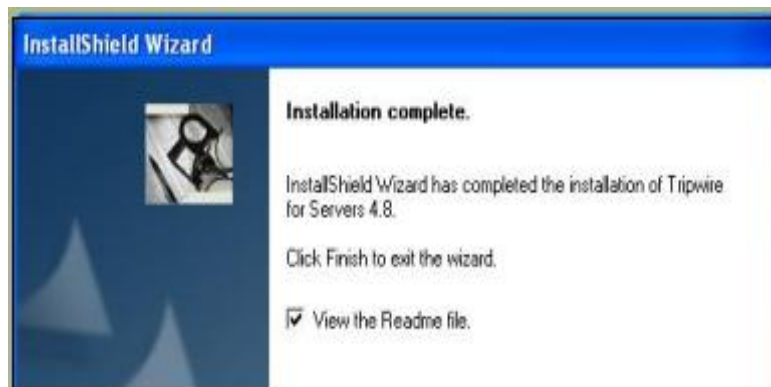 InstallShield Wizard
Installation complete.
InstallShield Wizard has completed the installation of Tripwire
for Servers 4.8.
Click Finish to exit the wizard.
View the Readme file.